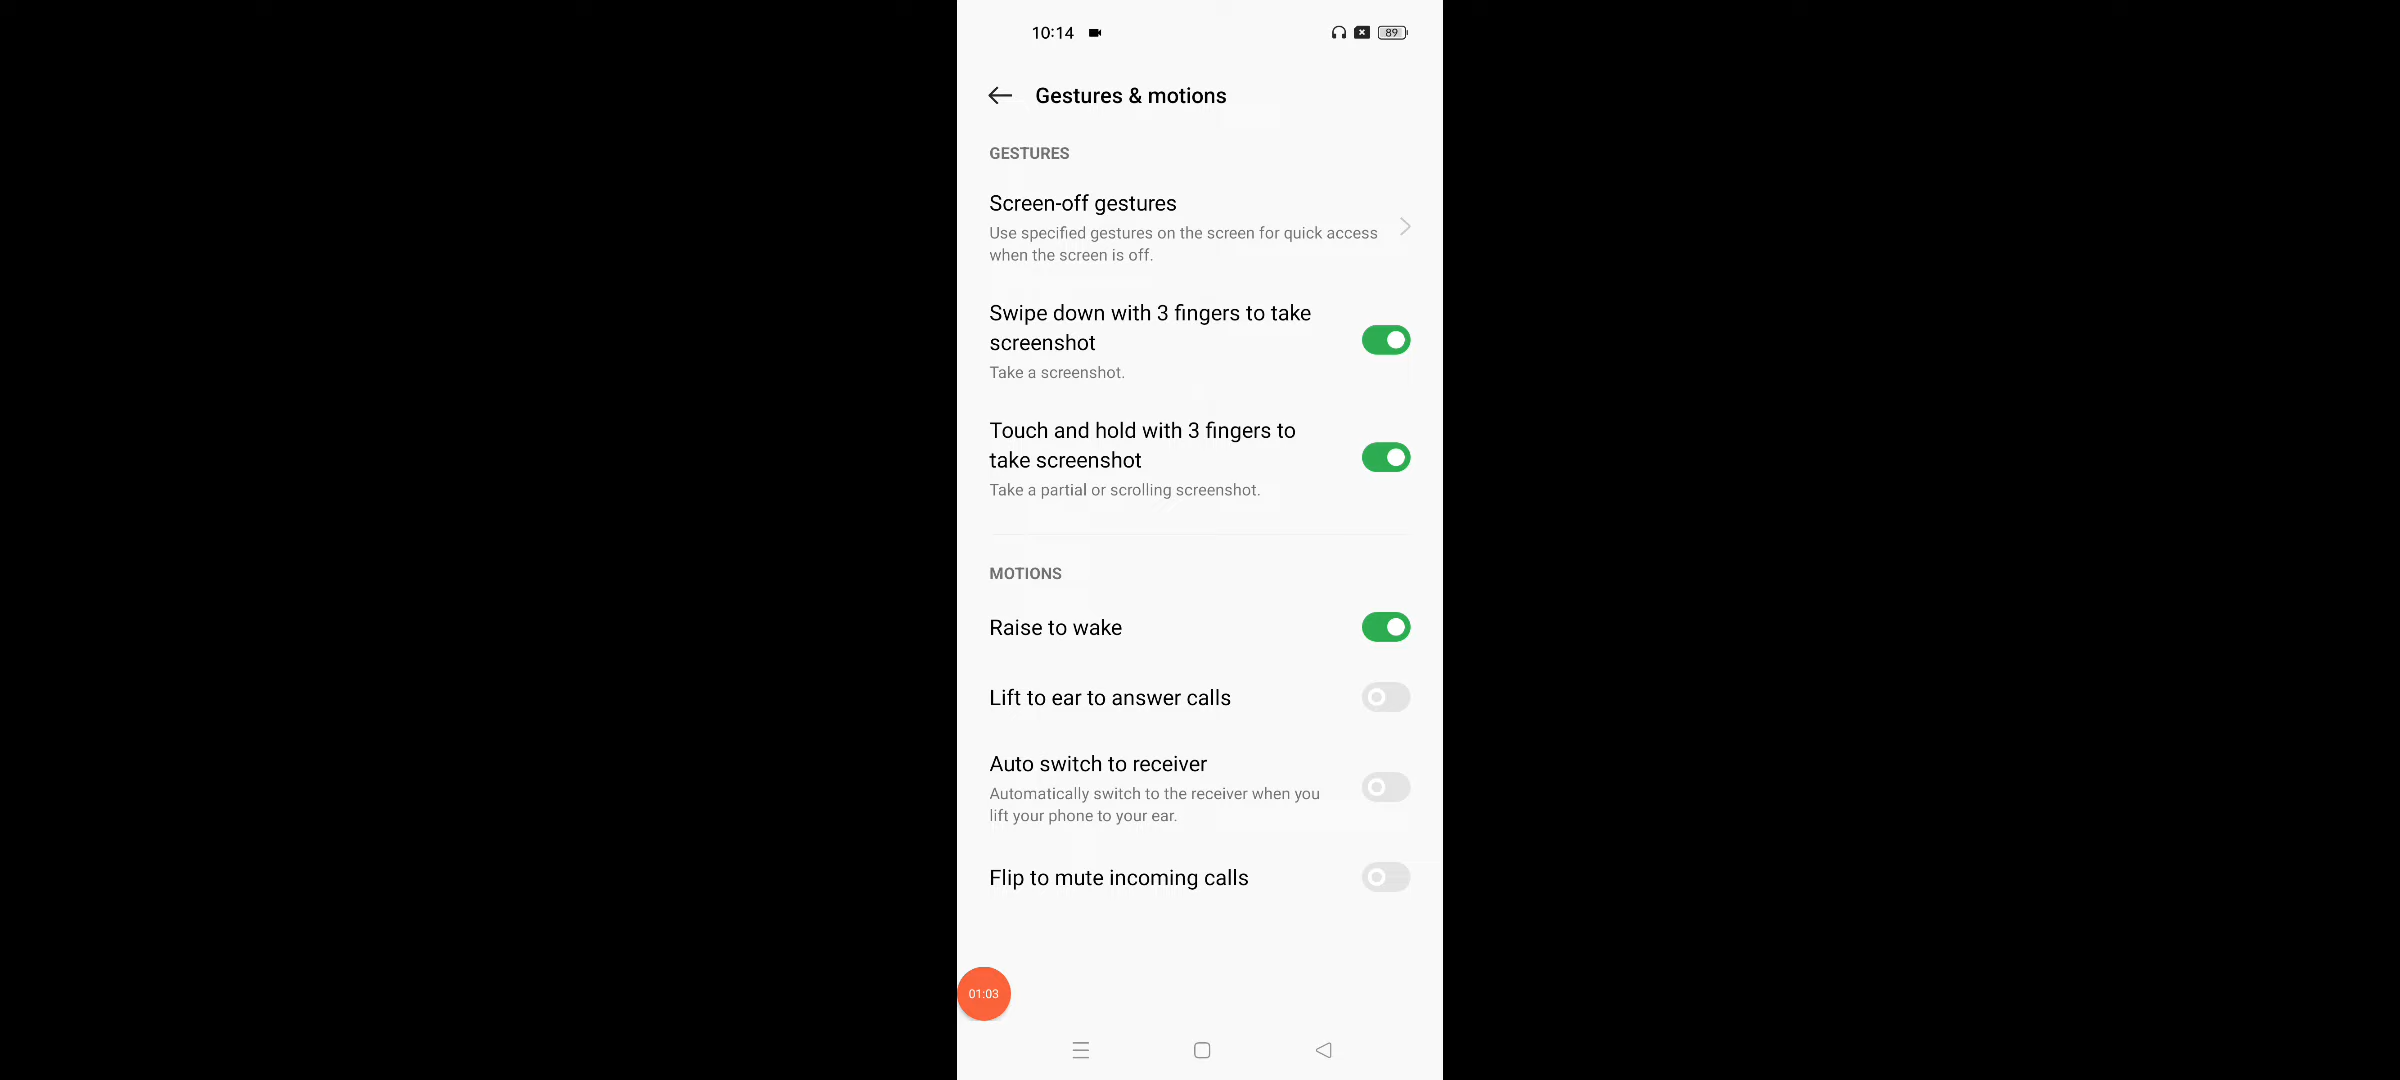 10:14
89
Gestures & motions
GESTURES
Screen-off gestures
Use specified gestures on the screen for quick access
when the screen is off.
Swipe down with 3 fingers to take
screenshot
Take a screenshot.
Touch and hold with 3 fingers to
take screenshot
Take a partial or scrolling screenshot.
MOTIONS
Raise to wake
Lift to ear to answer calls
Auto switch to receiver
Automatically switch to the receiver when you
lift your phone to your ear.
Flip to mute incoming calls
01:03